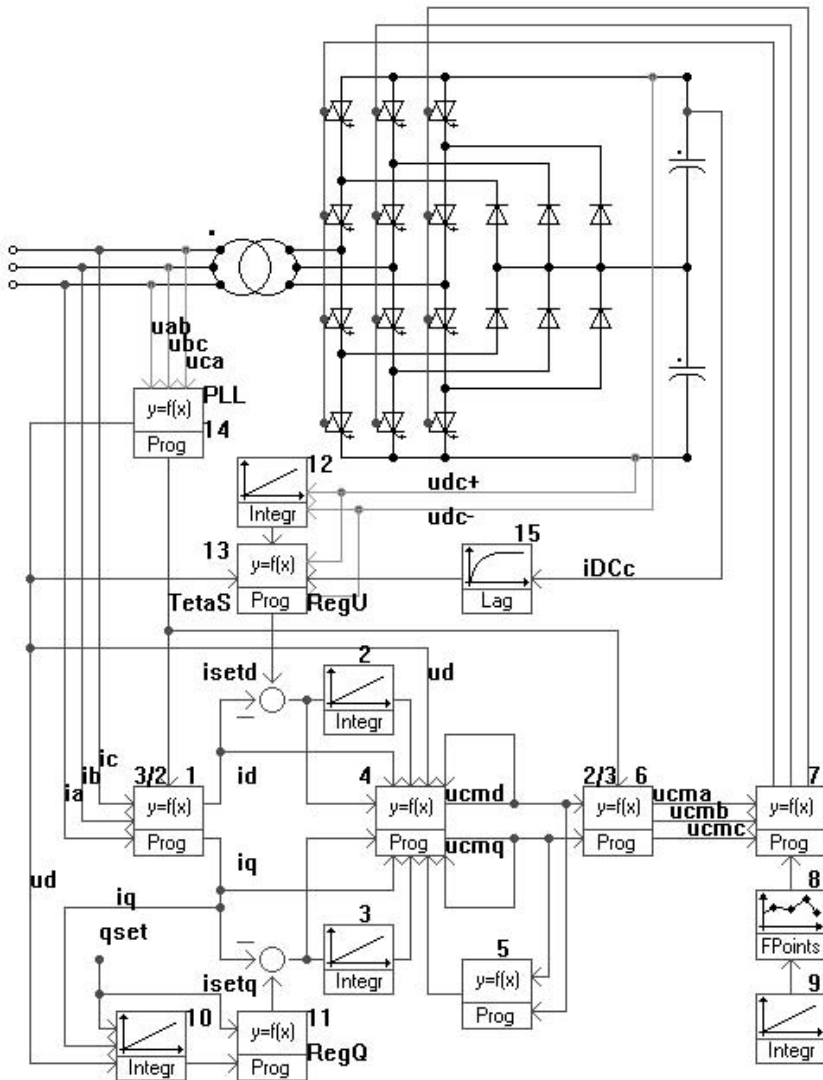 uab
ubc
uca
PLL
y=f(x)
14
Prog
12
udc+
Integr
udc-
15
13
y=f(x)
iDCc
TetaS
Prog
RegU
Lag
isetd
2
ud
Integr
ic
ib
3/2
1
id
4
ucmd
2/3
6
ucma
7
ia
y=f(x)
y=f(x)
y=f(x)
ucmb
y=f(x)
Prog
Prog
ucmq
Prog
ucmc
Prog
ud
iq
iq
8
qset
3
FPoints
5
isetq
Integr
y=f(x)
9
10
11
Prog
y=f(x)
Integr
RegQ
Prog
Integr